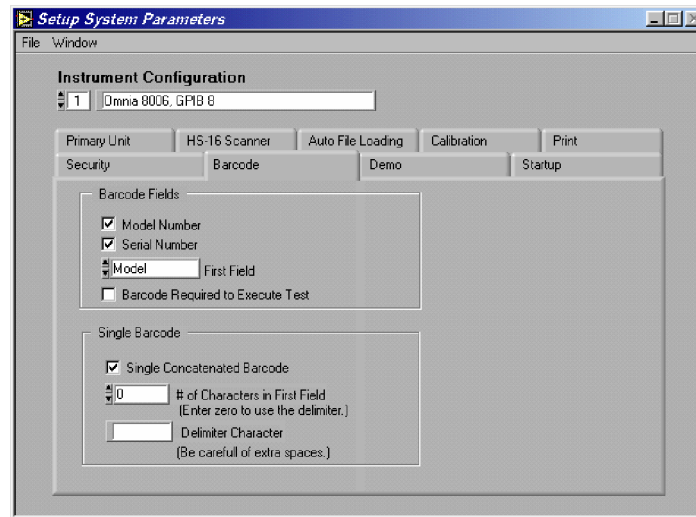 Setup System Parameters
File Window
Instrument Configuration
1 Omnia 8006, GPIB 8
Primary Unit HS-16 Scanner Auto File Loading Calibration Print
Security Barcode Demo Startup
Barcode Fields
Model Number
Serial Number
Model First Field
Barcode Required to Execute Test
Single Barcode
Single Concatenated Barcode
0 # of Characters in First Field
(Enter zero to use the delimiter.)
Delimiter Character
(Be carefull of extra spaces.)